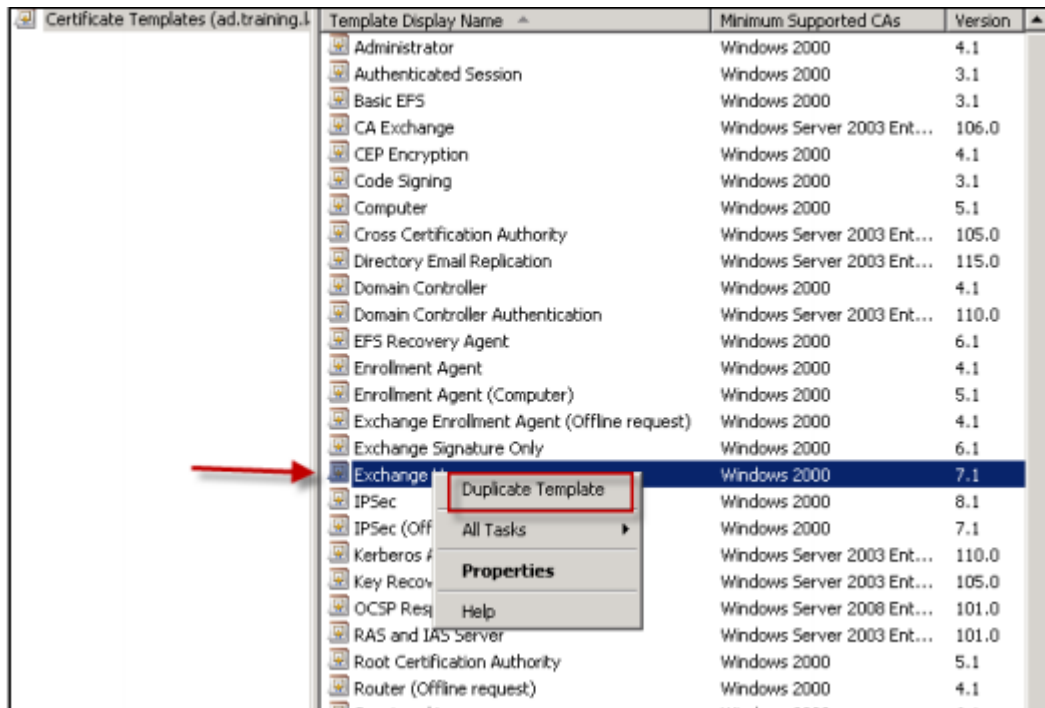 Certificate Templates (ad.training.l
Template Display Name Minimum Supported CAs Version
Administrator Windows 2000 4.1
Authenticated Session Windows 2000 3.1
Basic EFS Windows 2000 3.1
CA Exchange Windows Server 2003 Ent... 106.0
CEP Encryption Windows 2000 4.1
Code Signing Windows 2000 3.1
Computer Windows 2000 5.1
Cross Certification Authority Windows Server 2003 Ent... 105.0
Directory Email Replication Windows Server 2003 Ent... 115.0
Domain Controller Windows 2000 4.1
Domain Controller Authentication Windows Server 2003 Ent... 110.0
EFS Recovery Agent Windows 2000 6.1
Enrollment Agent Windows 2000 4.1
Enrollment Agent (Computer) Windows 2000 5.1
Exchange Enrollment Agent (Offline request) Windows 2000 4.1
Exchange Signature Only Windows 2000 6.1
Exchange Windows 2000 7.1
IPSec Windows 2000 8.1
IPSec (Off Windows 2000 7.1
Kerberos Windows Server 2003 Ent... 110.0
Key Recov Windows Server 2003 Ent... 105.0
OCSP Resp Windows Server 2008 Ent... 101.0
RAS and IAS Server Windows Server 2003 Ent... 101.0
Root Certification Authority Windows 2000 5.1
Router (Offline request) Windows 2000 4.1
Duplicate Template
All Tasks
Properties
Help